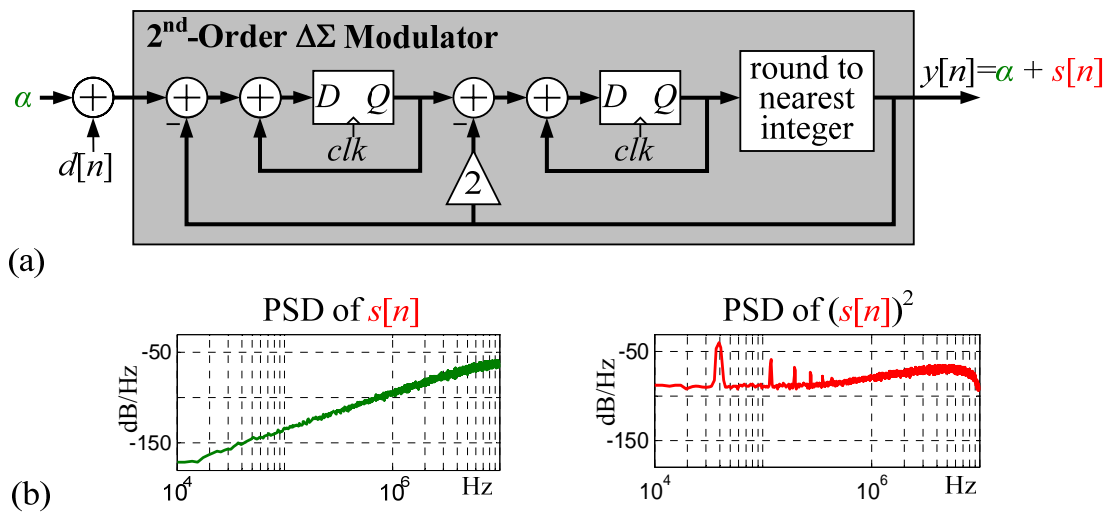 2nd-Order ΔΣ Modulator
α
d[n]
−
D Q
clk
−
2
D Q
clk
round to
nearest
integer
y[n]=α + s[n]
(a)
PSD of s[n]
dB/Hz
-50
-150
10^4
10^6
Hz
PSD of (s[n])^2
dB/Hz
-50
-150
10^4
10^6
Hz
(b)